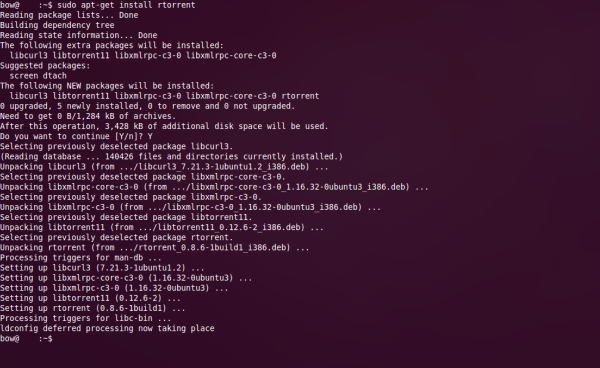 bow@ :~$ sudo apt-get install rtorrent
Reading package lists... Done
Building dependency tree
Reading state information... Done
The following extra packages will be installed:
libcurl3 libtorrent11 libxmlrpc-c3-0 libxmlrpc-core-c3-0
Suggested packages:
screen dtach
The following NEW packages will be installed:
libcurl3 libtorrent11 libxmlrpc-c3-0 libxmlrpc-core-c3-0 rtorrent
0 upgraded, 5 newly installed, 0 to remove and 0 not upgraded.
Need to get 0 B/1,284 kB of archives.
After this operation, 3,428 kB of additional disk space will be used.
Do you want to continue [Y/n]? Y
Selecting previously deselected package libcurl3.
(Reading database ... 140426 files and directories currently installed.)
Unpacking libcurl3 (from .../libcurl3_7.21.3-1ubuntu1.2_i386.deb) ...
Selecting previously deselected package libxmlrpc-core-c3-0.
Unpacking libxmlrpc-core-c3-0 (from .../libxmlrpc-core-c3-0_1.16.32-0ubuntu3_i386.deb) ...
Selecting previously deselected package libxmlrpc-c3-0.
Unpacking libxmlrpc-c3-0 (from .../libxmlrpc-c3-0_1.16.32-0ubuntu3_i386.deb) ...
Selecting previously deselected package libtorrent11.
Unpacking libtorrent11 (from .../libtorrent11_0.12.6-2_i386.deb) ...
Selecting previously deselected package rtorrent.
Unpacking rtorrent (from .../rtorrent_0.8.6-1build1_i386.deb) ...
Processing triggers for man-db ...
Setting up libcurl3 (7.21.3-1ubuntu1.2) ...
Setting up libxmlrpc-core-c3-0 (1.16.32-0ubuntu3) ...
Setting up libxmlrpc-c3-0 (1.16.32-0ubuntu3) ...
Setting up libtorrent11 (0.12.6-2) ...
Setting up rtorrent (0.8.6-1build1) ...
Processing triggers for libc-bin ...
ldconfig deferred processing now taking place
bow@ :~$